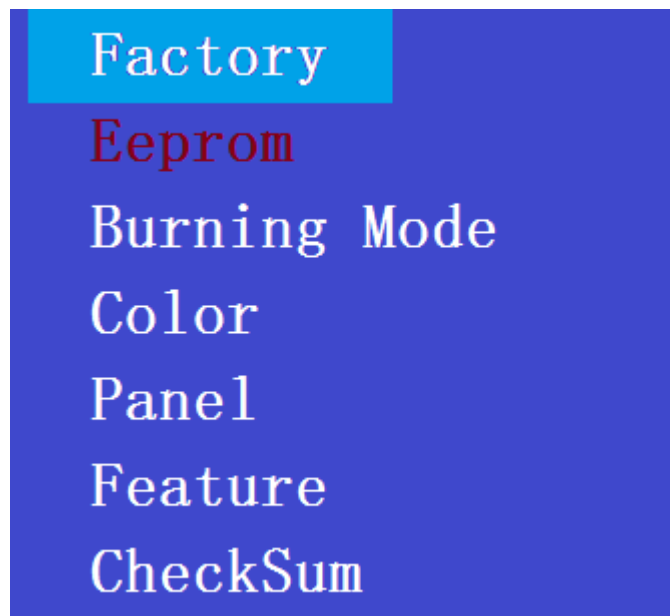 Factory
Eeprom
Burning Mode
Color
Panel
Feature
CheckSum